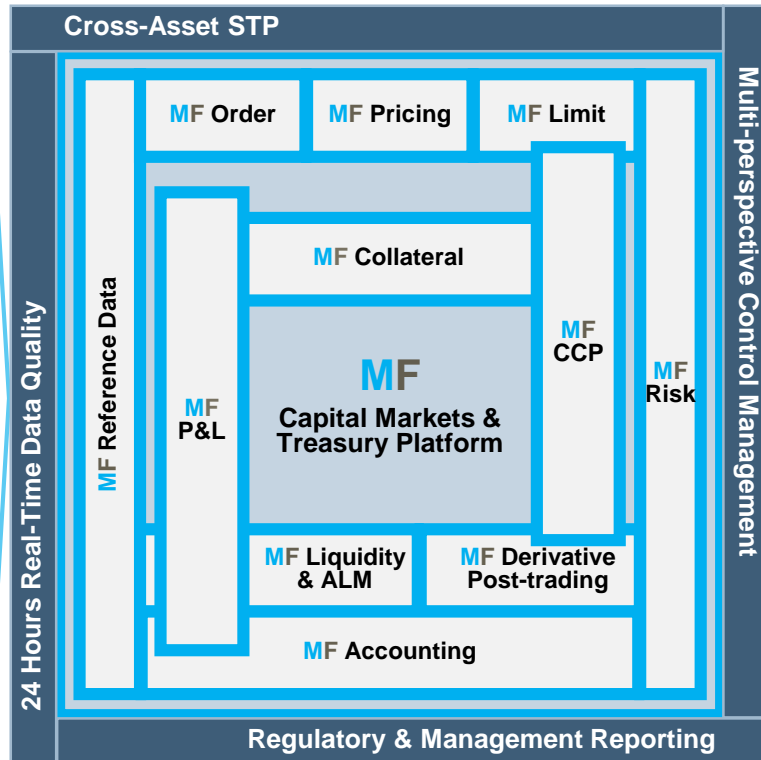 Cross-Asset STP
24 Hours Real-Time Data Quality
Multi-perspective Control Management
MF Order
MF Pricing
MF Limit
MF Reference Data
MF Collateral
MF
P&L
MF
Capital Markets &
Treasury Platform
MF
CCP
MF
Risk
MF Liquidity
& ALM
MF Derivative
Post-trading
MF Accounting
Regulatory & Management Reporting